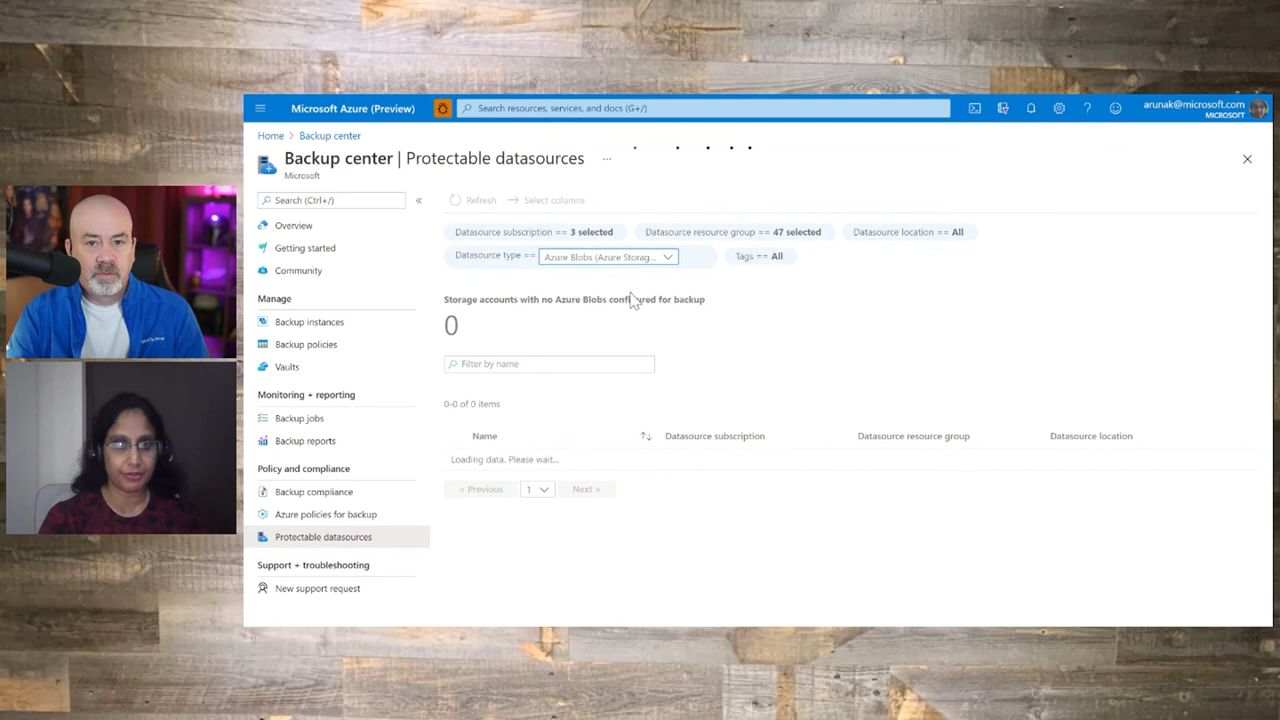 Microsoft Azure (Preview)
Search resources, services, and docs (G+/)
arunak@microsoft.com
MICROSOFT
Home > Backup center
Backup center | Protectable datasources ...
Microsoft
Search (Ctrl+/)
«
Refresh
Select columns
Overview
Getting started
Community
Manage
Backup instances
Backup policies
Vaults
Monitoring + reporting
Backup jobs
Backup reports
Policy and compliance
Backup compliance
Azure policies for backup
Protectable datasources
Support + troubleshooting
New support request
Datasource subscription == 3 selected
Datasource resource group == 47 selected
Datasource location == All
Datasource type == Azure Blobs (Azure Storag...
Tags == All
Storage accounts with no Azure Blobs configured for backup
0
Filter by name
0-0 of 0 items
Name
Datasource subscription
Datasource resource group
Datasource location
Loading data. Please wait...
< Previous
1
Next >